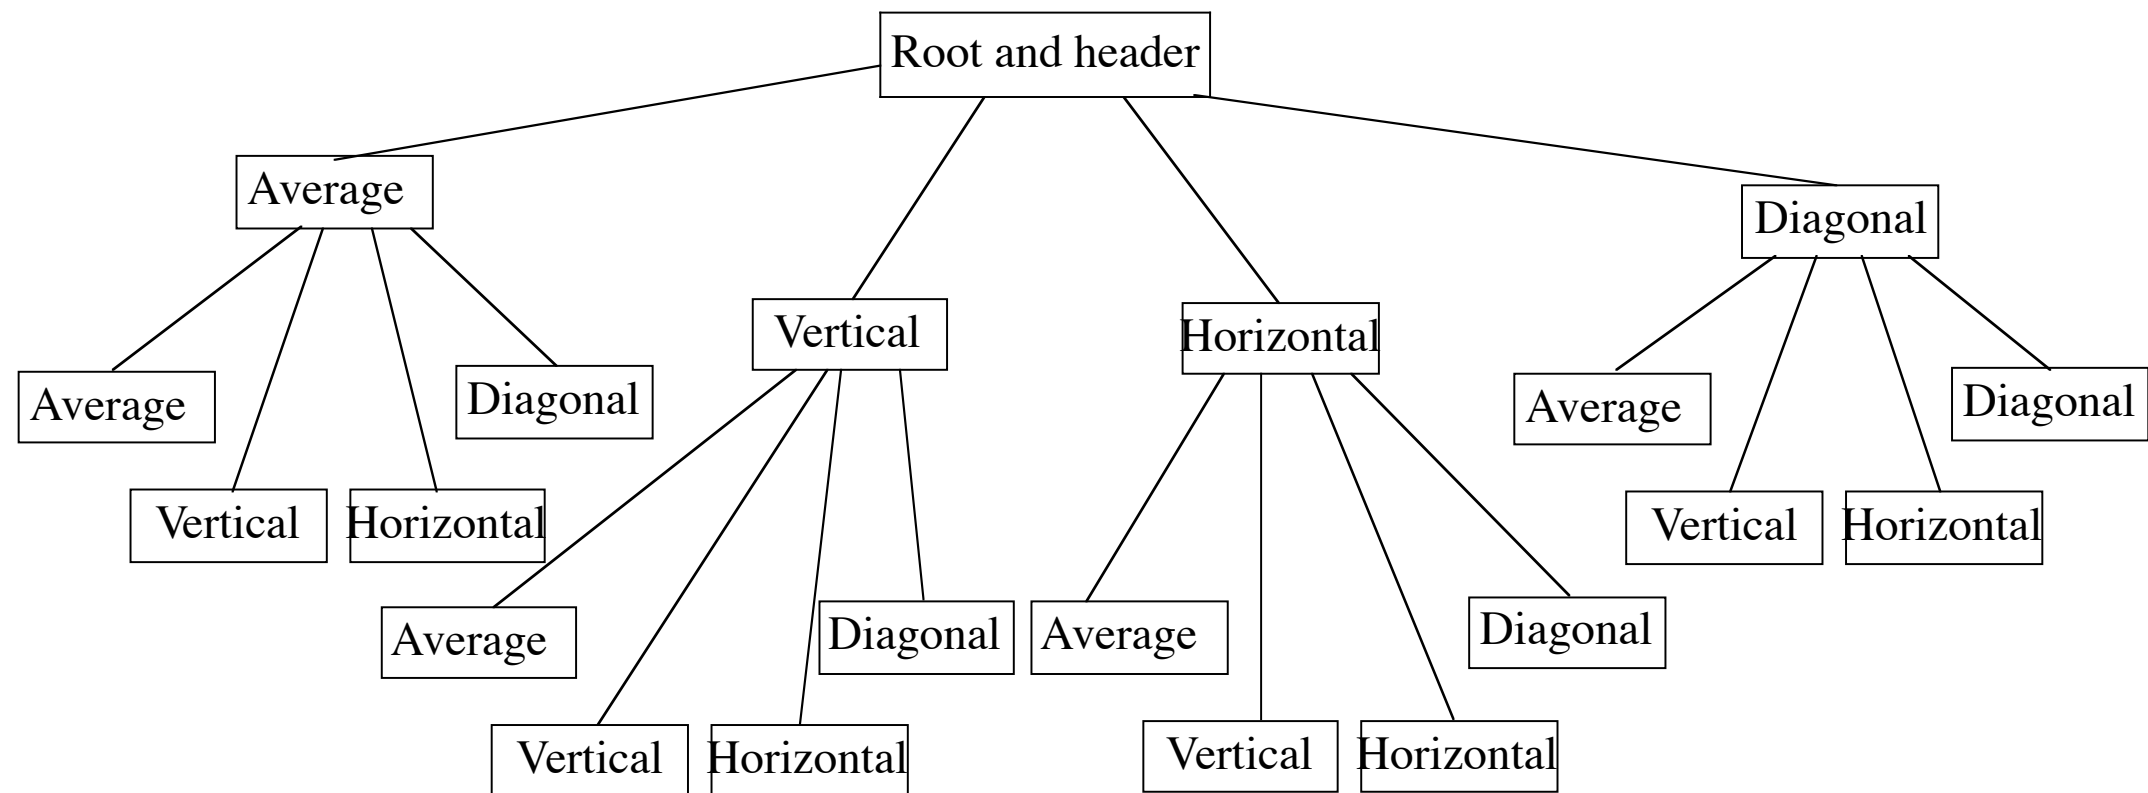 Root and header
Average
Diagonal
Vertical
Horizontal
Average
Diagonal
Average
Diagonal
Vertical
Horizontal
Vertical
Horizontal
Average
Diagonal
Average
Diagonal
Vertical
Horizontal
Vertical
Horizontal